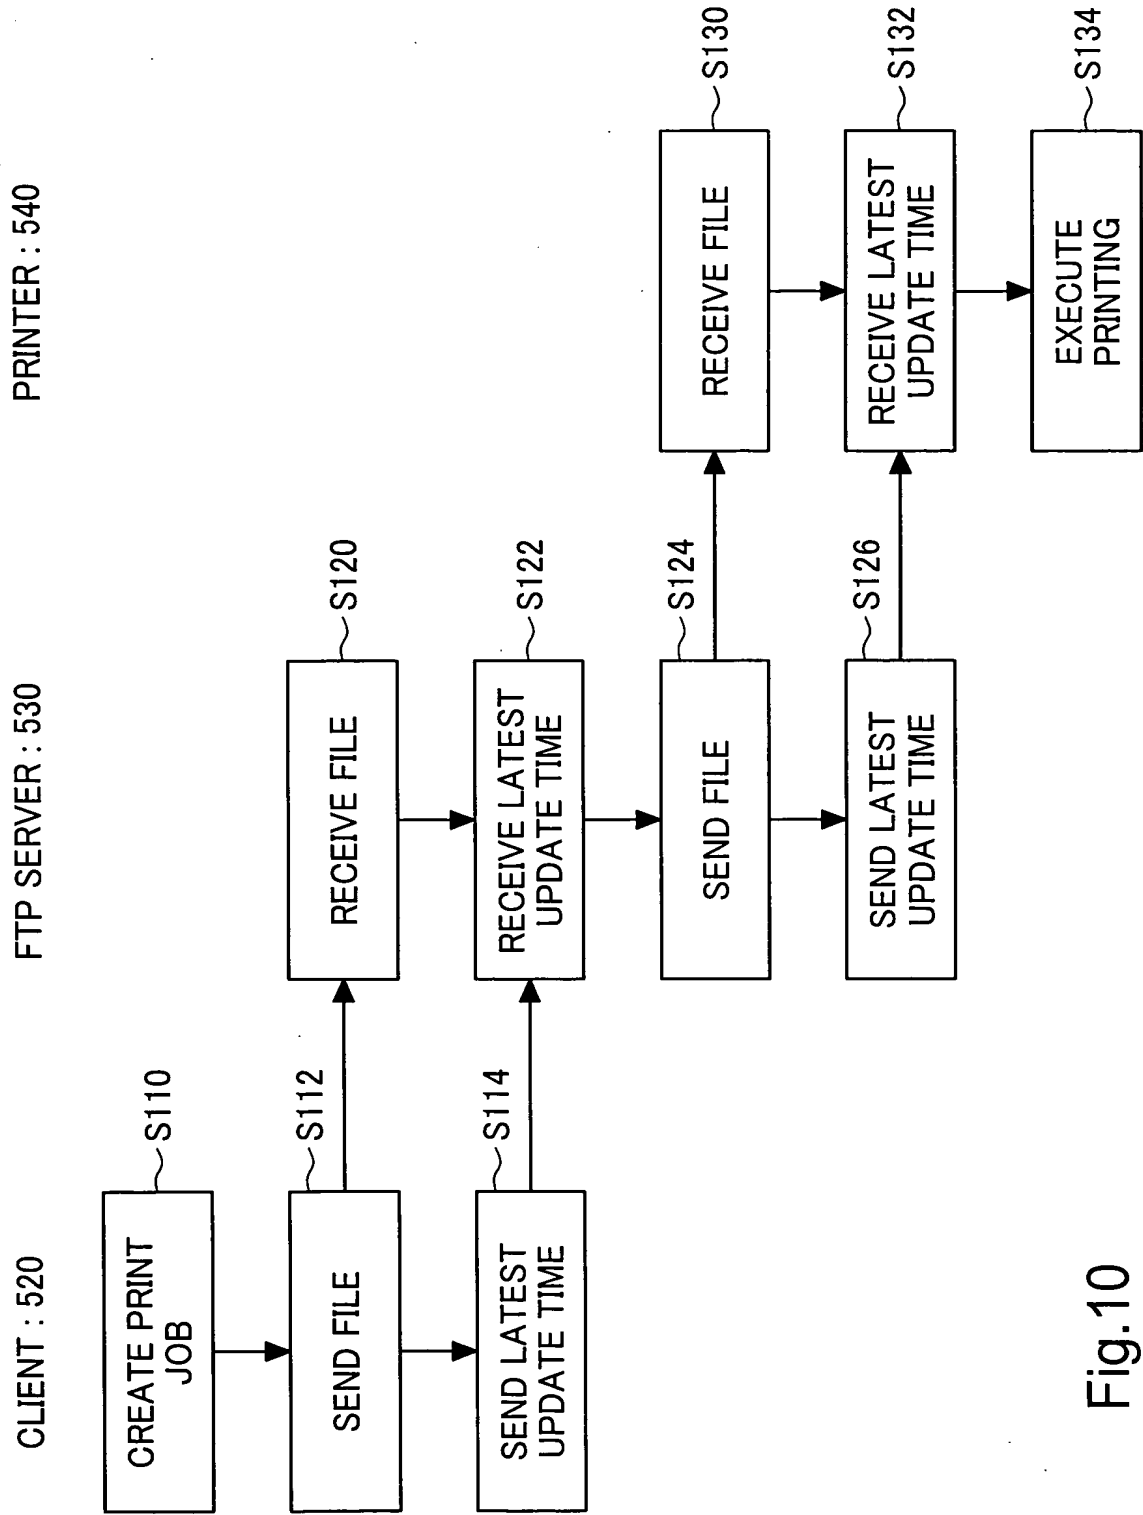 CLIENT : 520
FTP SERVER : 530
PRINTER : 540
CREATE PRINT
JOB
S110
SEND FILE
S112
RECEIVE FILE
S120
SEND LATEST
UPDATE TIME
S114
RECEIVE LATEST
UPDATE TIME
S122
SEND FILE
S124
RECEIVE FILE
S130
SEND LATEST
UPDATE TIME
S126
RECEIVE LATEST
UPDATE TIME
S132
EXECUTE
PRINTING
S134
Fig.10